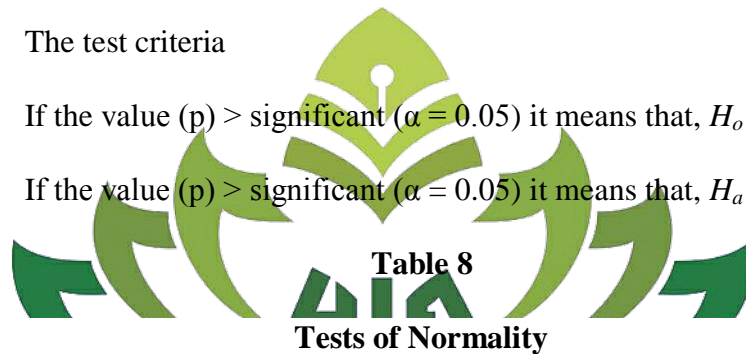 The test criteria
If the value (p) > significant (α = 0.05) it means that, Ho
If the value (p) > significant (α = 0.05) it means that, Ha
Table 8
Tests of Normality